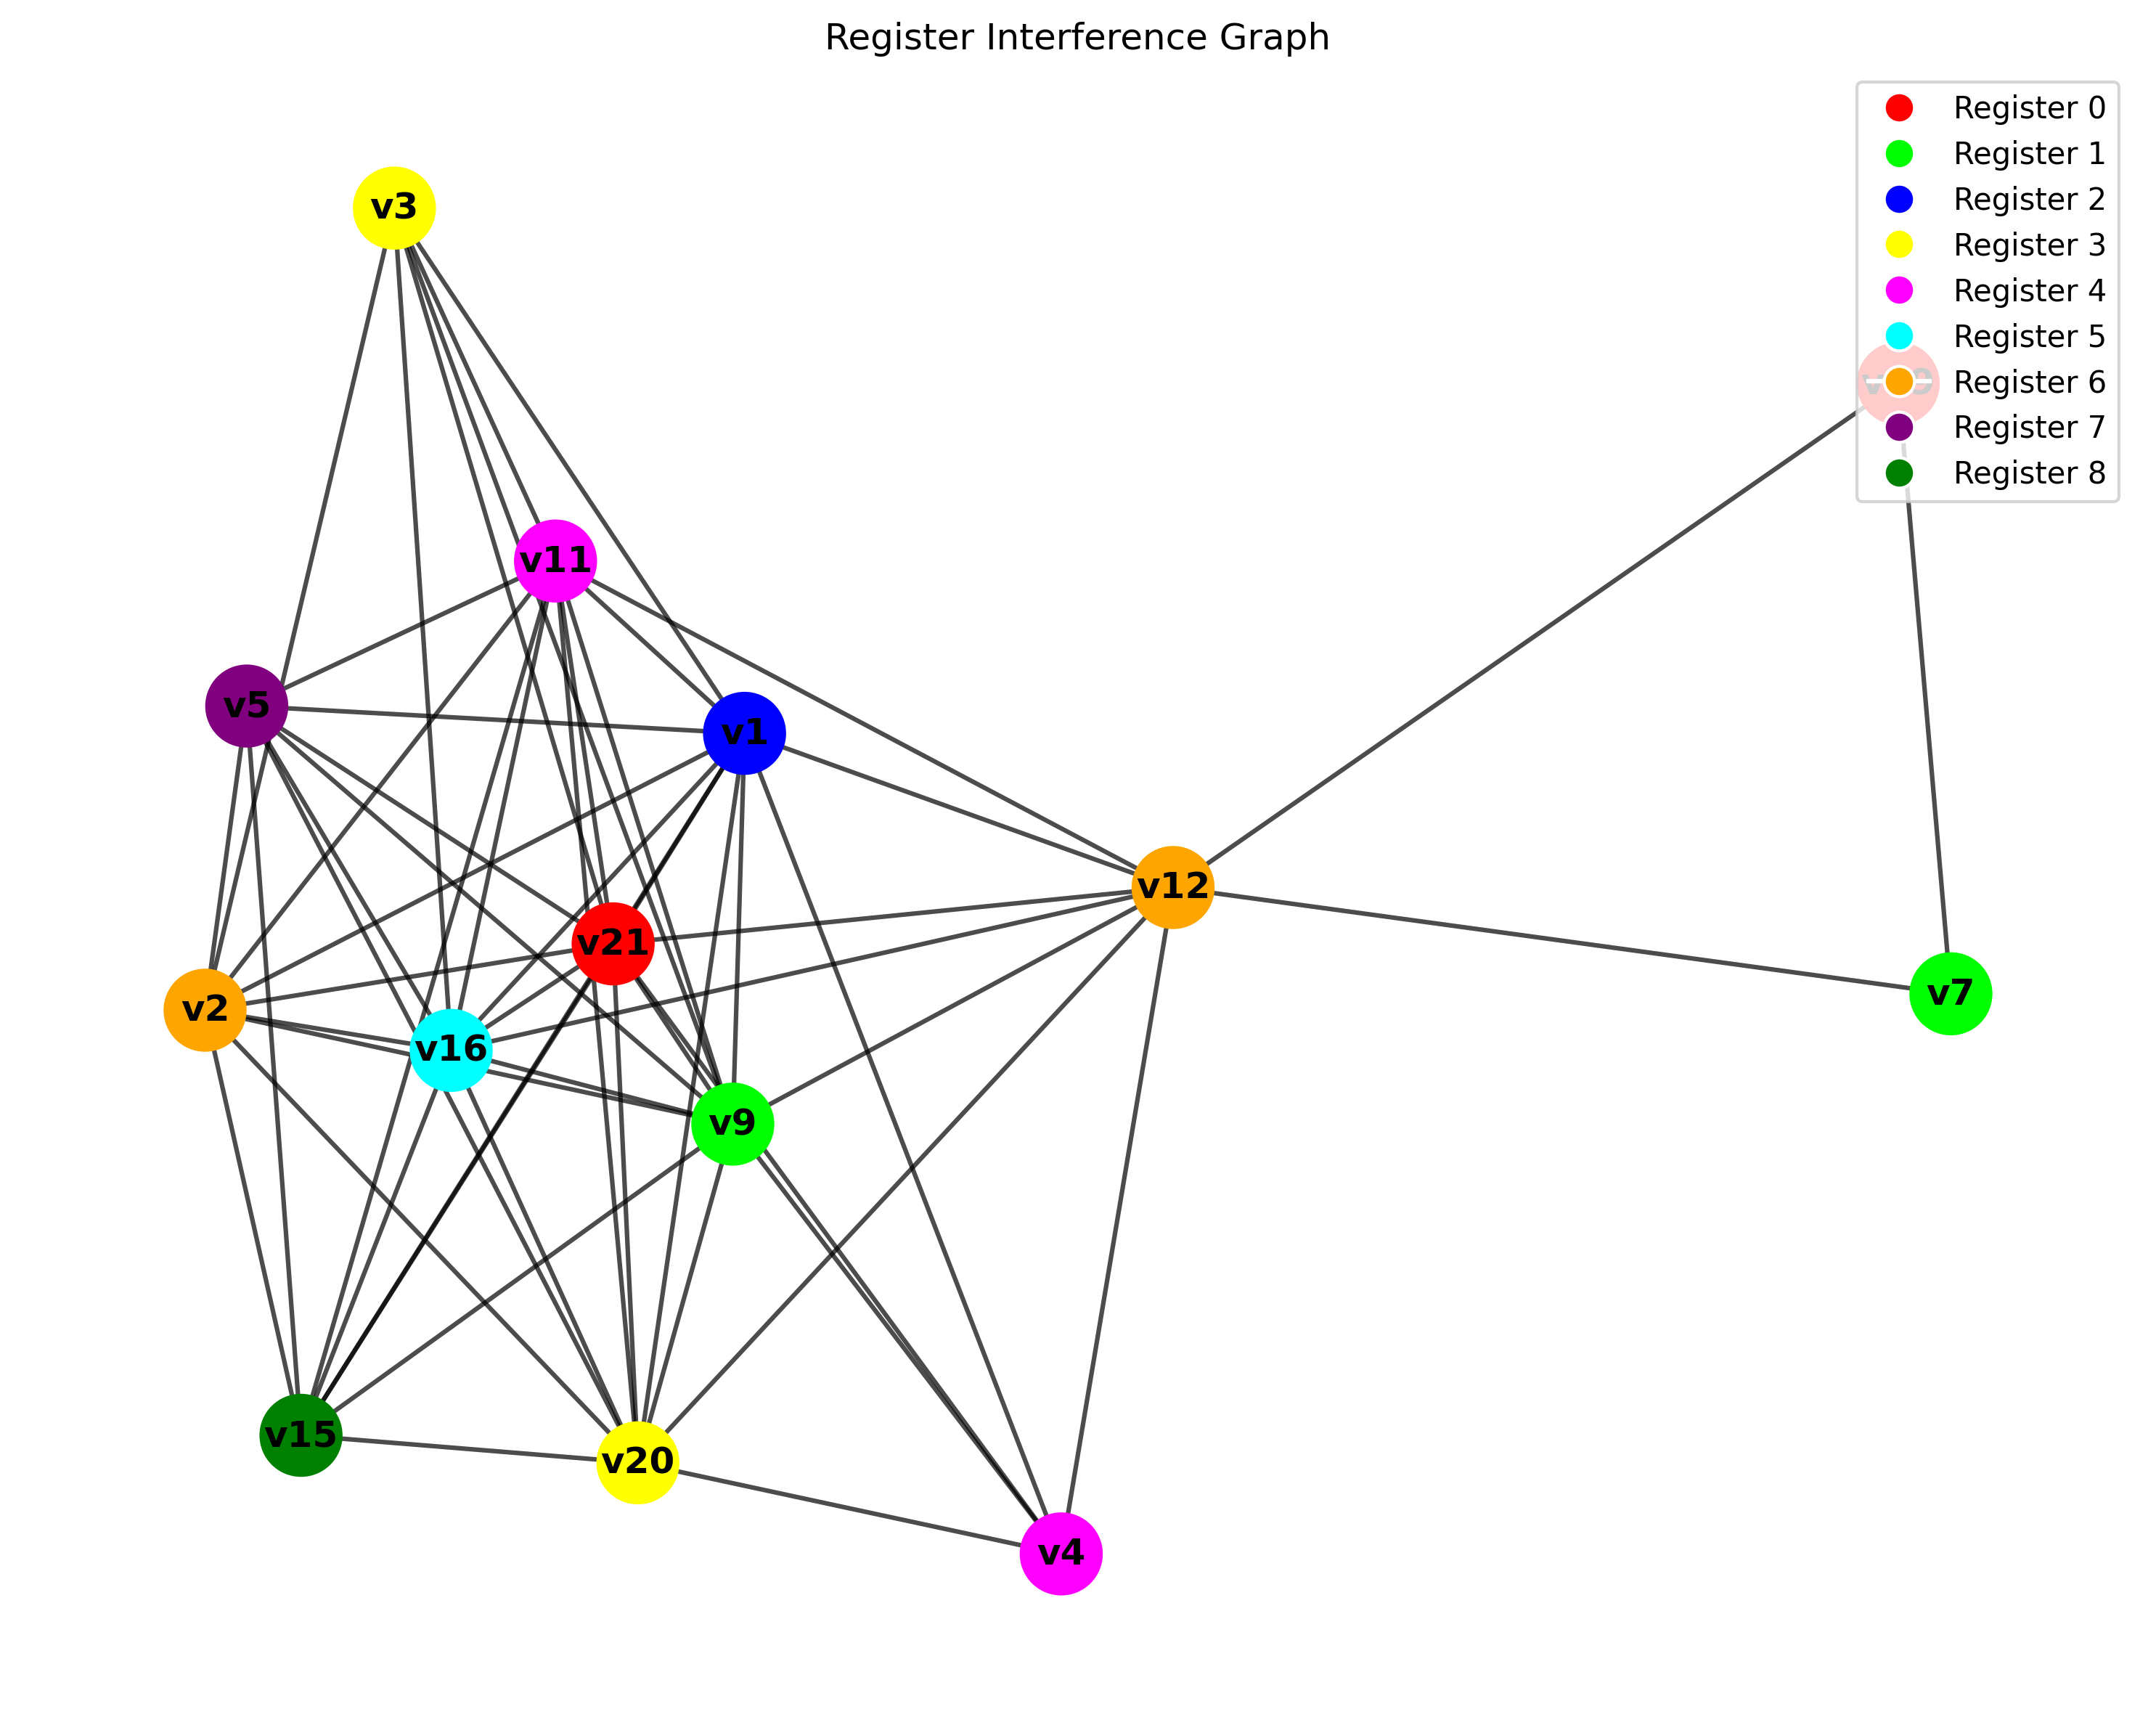 Register Interference Graph
Register 0
Register 1
Register 2
Register 3
Register 4
Register 5
Register 6
Register 7
Register 8
v3
v11
v5
v1
v12
v21
v7
v2
v16
v9
v15
v20
v4